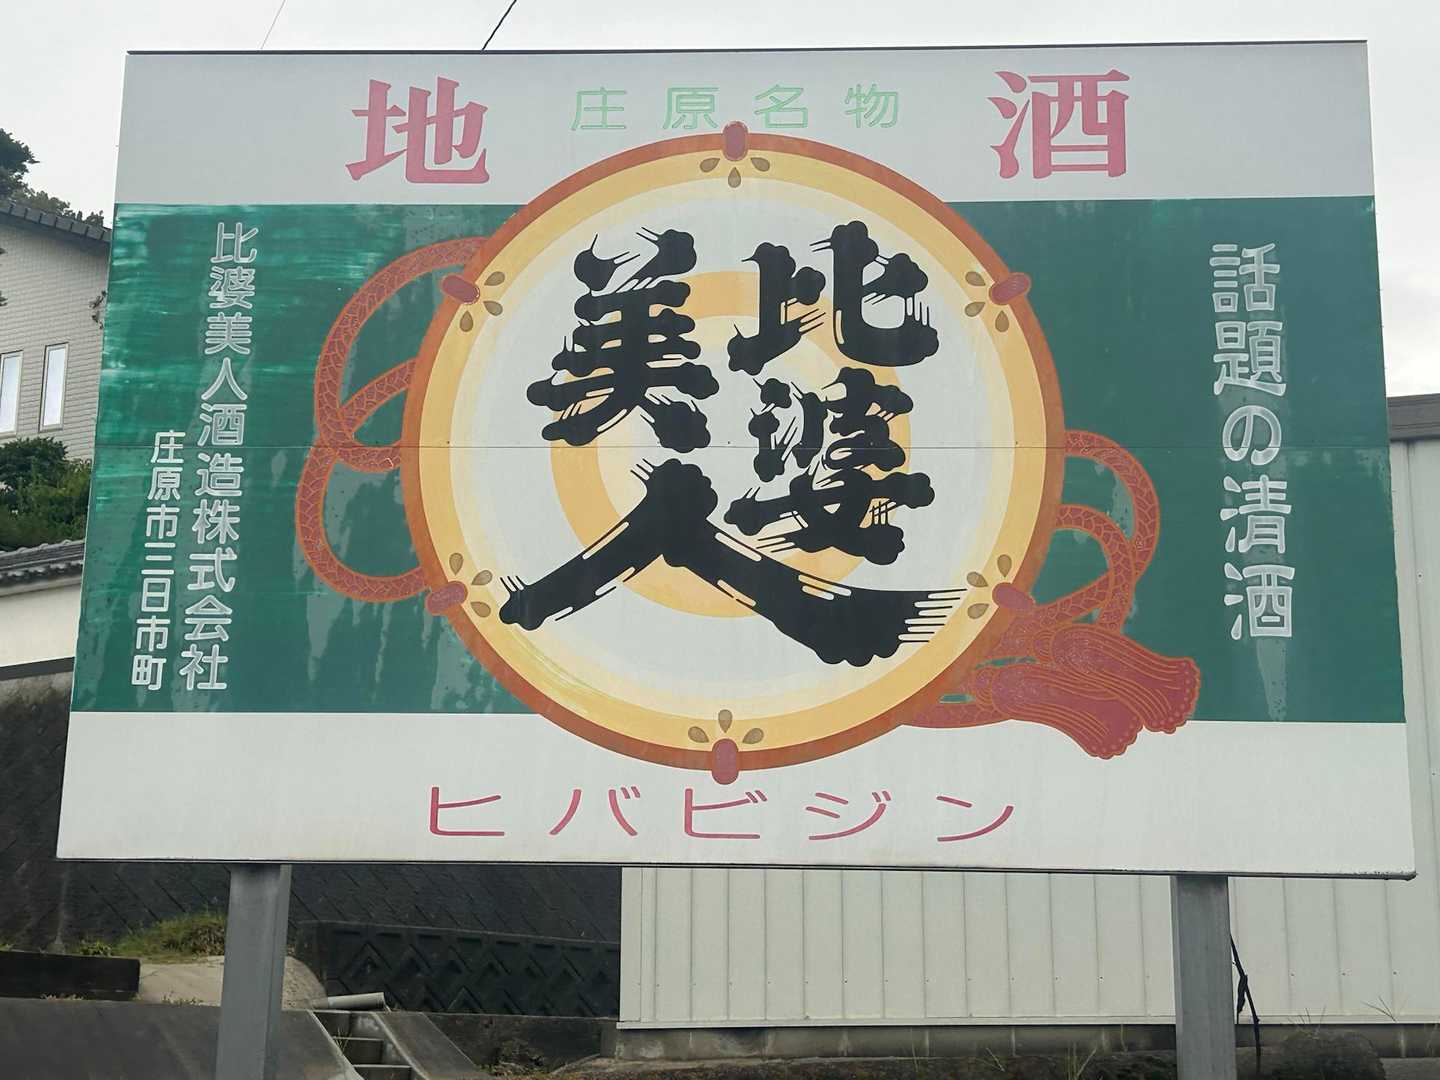 地酒
庄原名物
話題の清酒
比婆
美人
比婆美人酒造株式会社
庄原市三日市町
ヒバビジン